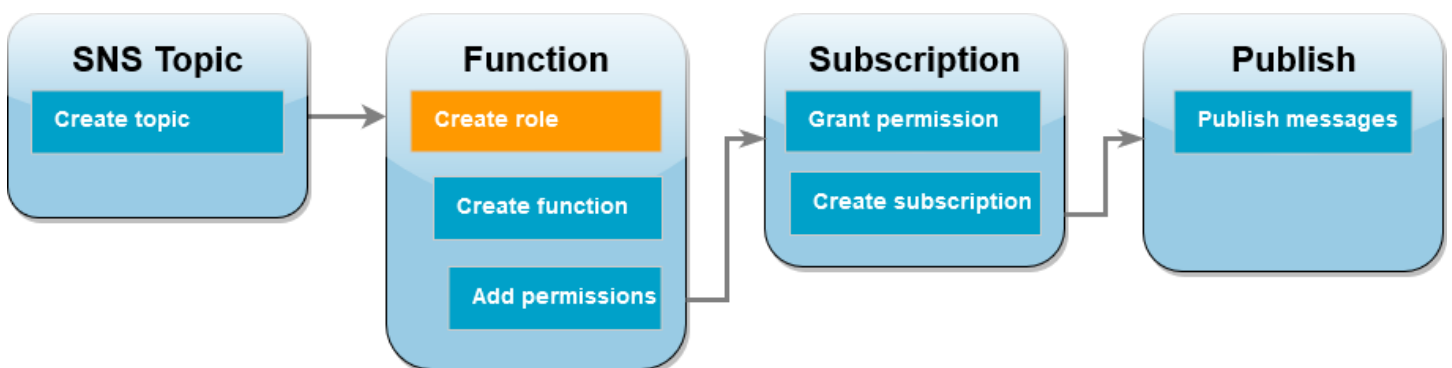 SNS Topic
Create topic
Function
Create role
Create function
Add permissions
Subscription
Grant permission
Create subscription
Publish
Publish messages